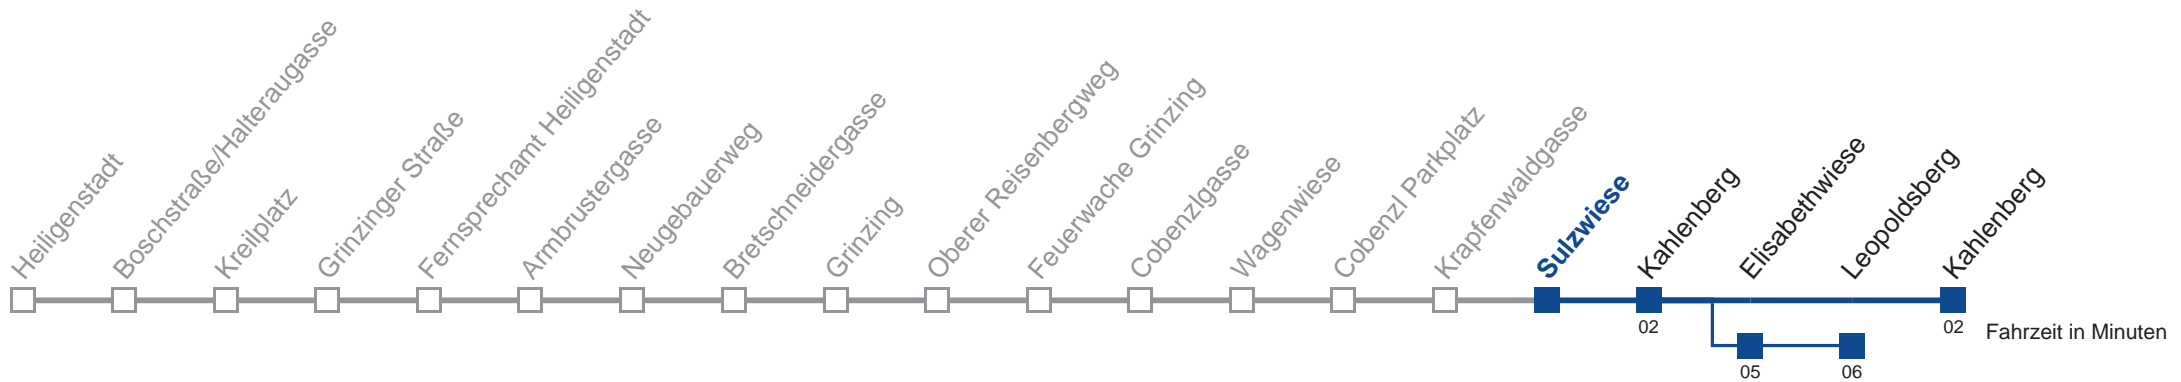 Heiligenstadt
Boschstraße/Halteraugasse
Kreilplatz
Grinzinger Straße
Fernsprechamt Heiligenstadt
Armbrustergasse
Neugebauerweg
Bretschneidergasse
Grinzing
Oberer Reisenbergweg
Feuerwache Grinzing
Cobenzlgasse
Wagenwiese
Cobenzl Parkplatz
Krapfenwaldgasse
Sulzwiese
Kahlenberg
Elisabethwiese
Leopoldsberg
Kahlenberg
02
02
Fahrzeit in Minuten
05
06